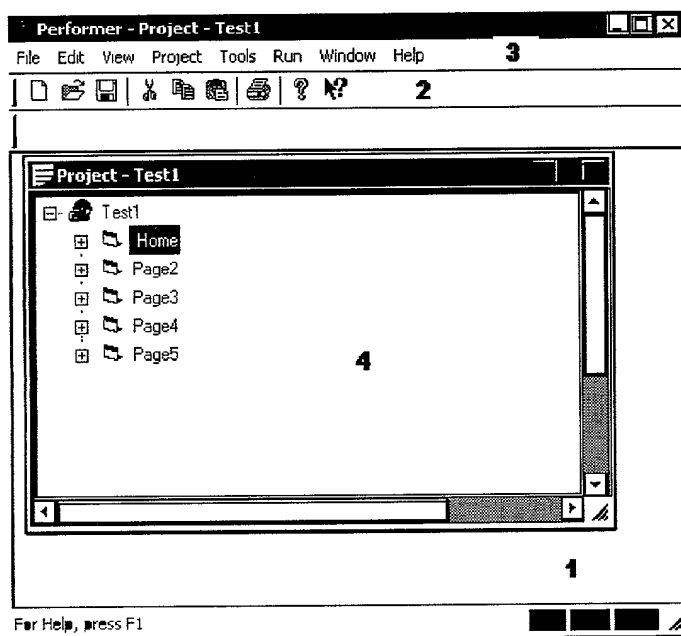 Performer - Project - Test1
File Edit View Project Tools Run Window Help 3
2
Project - Test1
Test1
Home
Page2
Page3
Page4
Page5
4
1
For Help, press F1